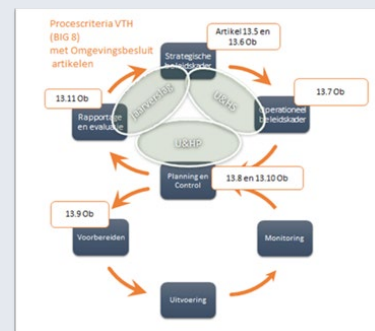 Procescriteria VTH
(BIG 8)
met Omgevingsbesluit
artikelen
Artikel 13.5 en
13.6 Ob
Strategische
beleidskader
13.11 Ob
Jaarverslag
U&HS
13.7 Ob
Rapportage
en evaluatie
Operationeel
beleidskader
U&HP
Planning en
Control
13.8 en 13.10 Ob
13.9 Ob
Voorbereiden
Monitoring
Uitvoering